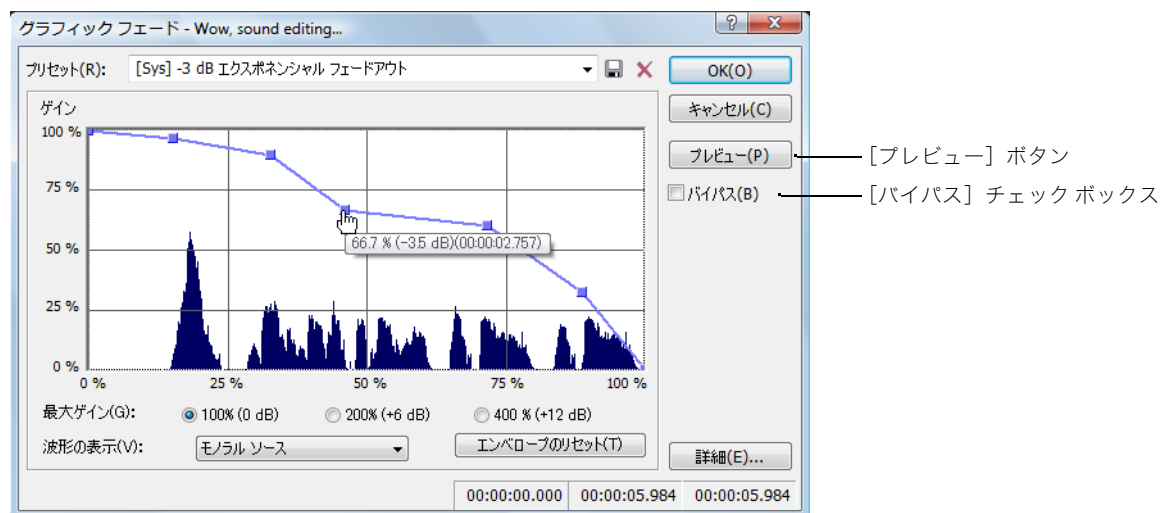 グラフィック フェード - Wow, sound editing...
プリセット(R): [Sys] -3 dB エクスポネンシャル フェードアウト
OK(O)
ゲイン
キャンセル(C)
100 %
プレビュー(P)
[プレビュー] ボタン
75 %
バイパス(B)
[バイパス] チェック ボックス
66.7 % (-3.5 dB)(00:00:02.757)
50 %
25 %
0 %
0 % 25 % 50 % 75 % 100 %
最大ゲイン(G): 100% (0 dB) 200% (+6 dB) 400 % (+12 dB)
波形の表示(V): モノラル ソース エンベロープのリセット(T)
詳細(E)...
00:00:00.000 00:00:05.984 00:00:05.984